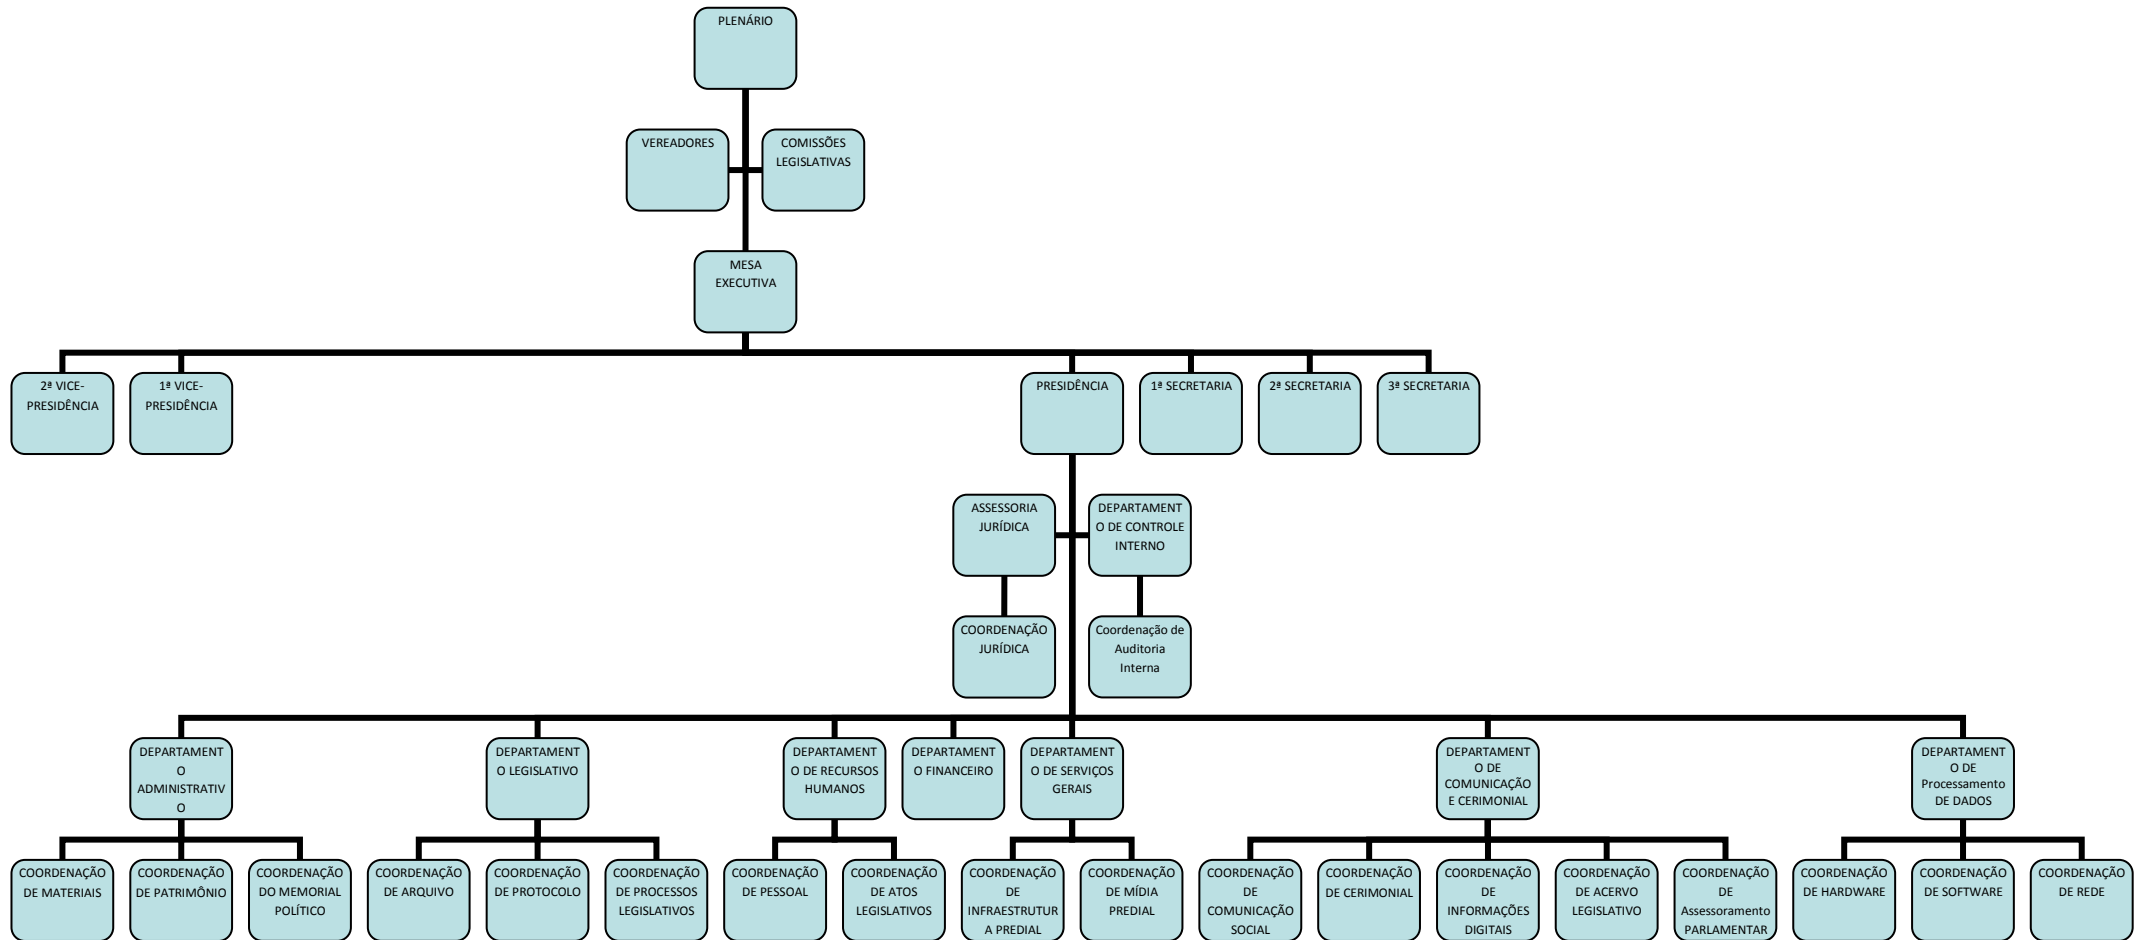 PLENÁRIO
VEREADORES
COMISSÕES
LEGISLATIVAS
MESA
EXECUTIVA
2ª VICE-
PRESIDÊNCIA
1ª VICE-
PRESIDÊNCIA
PRESIDÊNCIA
1ª SECRETARIA
2ª SECRETARIA
3ª SECRETARIA
ASSESSORIA
JURÍDICA
DEPARTAMENT
O DE CONTROLE
INTERNO
COORDENAÇÃO
JURÍDICA
Coordenação de
Auditoria
Interna
DEPARTAMENT
O
ADMINISTRATIV
O
DEPARTAMENT
O LEGISLATIVO
DEPARTAMENT
O DE RECURSOS
HUMANOS
DEPARTAMENT
O FINANCEIRO
DEPARTAMENT
O DE SERVIÇOS
GERAIS
DEPARTAMENT
O DE
COMUNICAÇÃO
E CERIMONIAL
DEPARTAMENT
O DE
Processamento
DE DADOS
COORDENAÇÃO
DE MATERIAIS
COORDENAÇÃO
DE PATRIMÔNIO
COORDENAÇÃO
DO MEMORIAL
POLÍTICO
COORDENAÇÃO
DE ARQUIVO
COORDENAÇÃO
DE PROTOCOLO
COORDENAÇÃO
DE PROCESSOS
LEGISLATIVOS
COORDENAÇÃO
DE PESSOAL
COORDENAÇÃO
DE ATOS
LEGISLATIVOS
COORDENAÇÃO
DE
INFRAESTRUTUR
A PREDIAL
COORDENAÇÃO
DE MÍDIA
PREDIAL
COORDENAÇÃO
DE
COMUNICAÇÃO
SOCIAL
COORDENAÇÃO
DE CERIMONIAL
COORDENAÇÃO
DE
INFORMAÇÕES
DIGITAIS
COORDENAÇÃO
DE ACERVO
LEGISLATIVO
COORDENAÇÃO
DE
Assessoramento
PARLAMENTAR
COORDENAÇÃO
DE HARDWARE
COORDENAÇÃO
DE SOFTWARE
COORDENAÇÃO
DE REDE